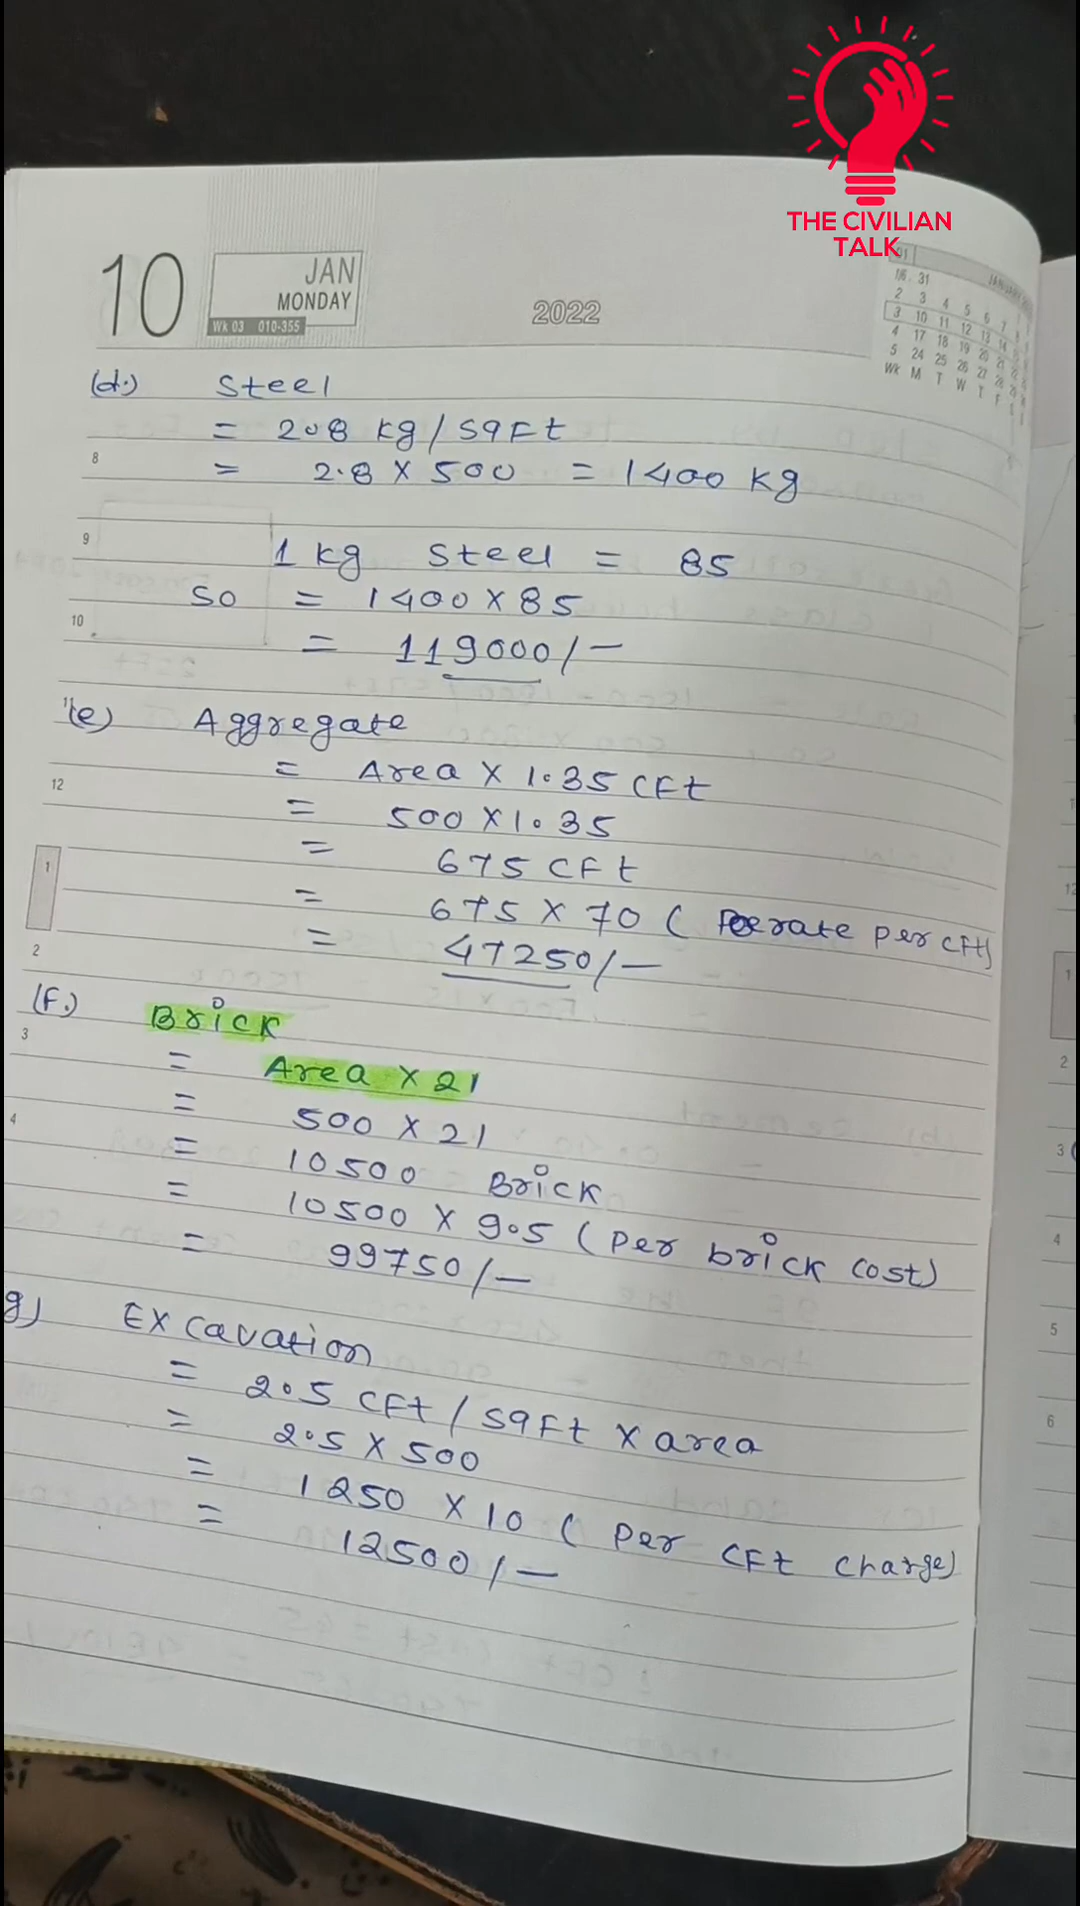 THE CIVILIAN
TALK
10
JAN
MONDAY
Wk 03 010-355
2022
(d.) Steel
= 2.8 kg/sqft
= 2.8 X 500 = 1400 kg
1 kg Steel = 85
So = 1400 X 85
= 119000/-
(e) Aggregate
= Area X 1.35 cft
= 500 X 1.35
= 675 cft
= 675 X 70 ( rate per cft)
= 47250/-
(F.) Brick
= Area X 21
= 500 X 21
= 10500 Brick
= 10500 X 9.5 (per brick cost)
= 99750/-
g) Excavation
= 2.5 cft/sqft X area
= 2.5 X 500
= 1250 X 10 ( per cft charge)
= 12500/-